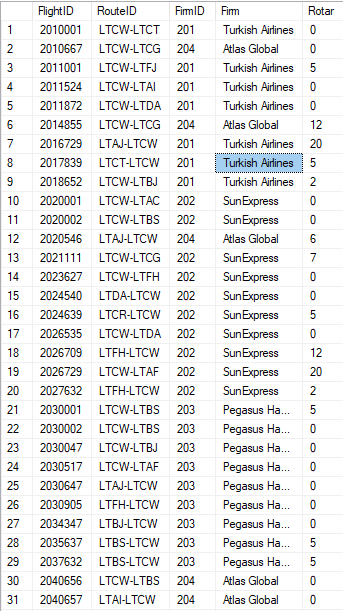 FlightID RouteID FirmID Firm Rotar
1 2010001 LTCW-LTCT 201 Turkish Airlines 0
2 2010667 LTCW-LTCG 204 Atlas Global 0
3 2011001 LTCW-LTFJ 201 Turkish Airlines 5
4 2011524 LTCW-LTAI 201 Turkish Airlines 0
5 2011872 LTCW-LTDA 201 Turkish Airlines 0
6 2014855 LTCW-LTCG 204 Atlas Global 12
7 2016729 LTAJ-LTCW 201 Turkish Airlines 20
8 2017839 LTCT-LTCW 201 Turkish Airlines 5
9 2018652 LTCW-LTBJ 201 Turkish Airlines 2
10 2020001 LTCW-LTAC 202 SunExpress 0
11 2020002 LTCW-LTBS 202 SunExpress 0
12 2020546 LTAJ-LTCW 204 Atlas Global 6
13 2021111 LTCW-LTCG 202 SunExpress 7
14 2023627 LTCW-LTFH 202 SunExpress 0
15 2024540 LTDA-LTCW 202 SunExpress 0
16 2024639 LTCR-LTCW 202 SunExpress 5
17 2026535 LTCW-LTDA 202 SunExpress 0
18 2026709 LTFH-LTCW 202 SunExpress 12
19 2026729 LTCW-LTAF 202 SunExpress 20
20 2027632 LTFH-LTCW 202 SunExpress 2
21 2030001 LTCW-LTBS 203 Pegasus Ha... 5
22 2030002 LTCW-LTBS 203 Pegasus Ha... 0
23 2030047 LTCW-LTBJ 203 Pegasus Ha... 0
24 2030517 LTCW-LTAF 203 Pegasus Ha... 0
25 2030647 LTAJ-LTCW 203 Pegasus Ha... 0
26 2030905 LTFH-LTCW 203 Pegasus Ha... 0
27 2034347 LTBJ-LTCW 203 Pegasus Ha... 0
28 2035637 LTBS-LTCW 203 Pegasus Ha... 5
29 2037632 LTBS-LTCW 203 Pegasus Ha... 5
30 2040656 LTCW-LTBS 204 Atlas Global 0
31 2040657 LTAI-LTCW 204 Atlas Global 0